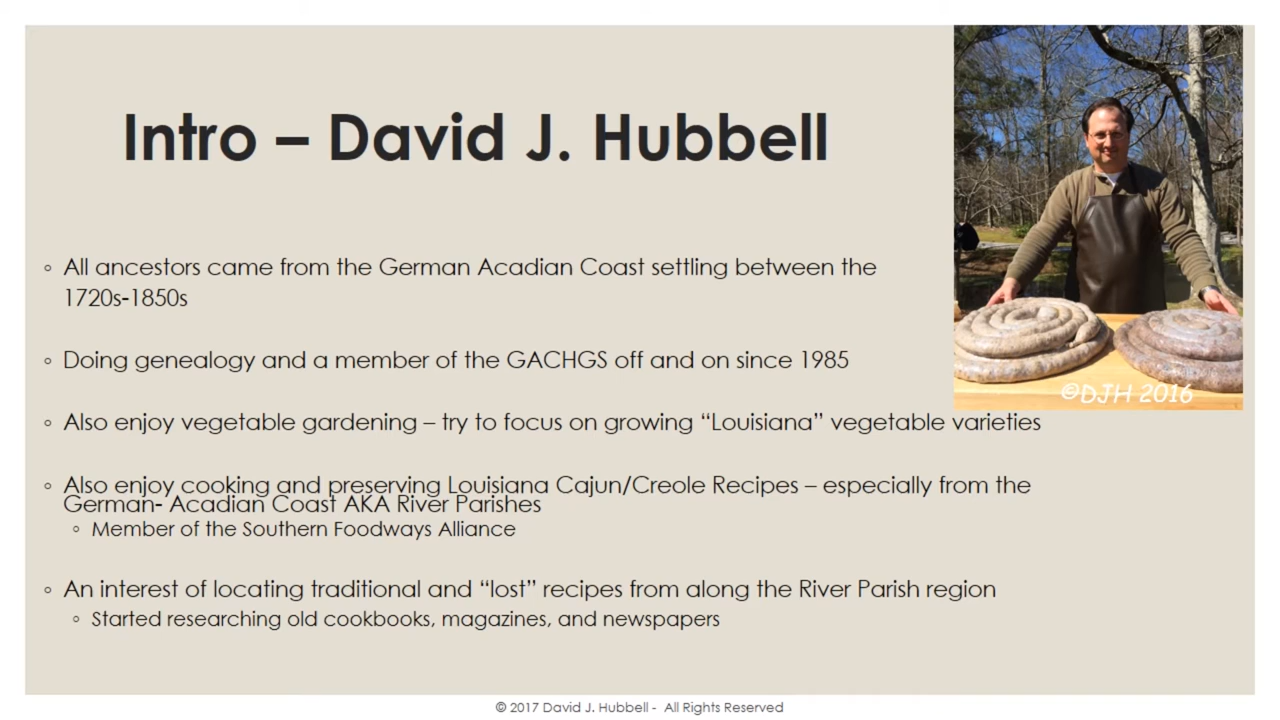 Intro – David J. Hubbell
◦ All ancestors came from the German Acadian Coast settling between the
1720s-1850s
◦ Doing genealogy and a member of the GACHGS off and on since 1985
◦ Also enjoy vegetable gardening – try to focus on growing “Louisiana” vegetable varieties
◦ Also enjoy cooking and preserving Louisiana Cajun/Creole Recipes – especially from the
German- Acadian Coast AKA River Parishes
◦ Member of the Southern Foodways Alliance
◦ An interest of locating traditional and “lost” recipes from along the River Parish region
◦ Started researching old cookbooks, magazines, and newspapers
©DJH 2016
© 2017 David J. Hubbell - All Rights Reserved